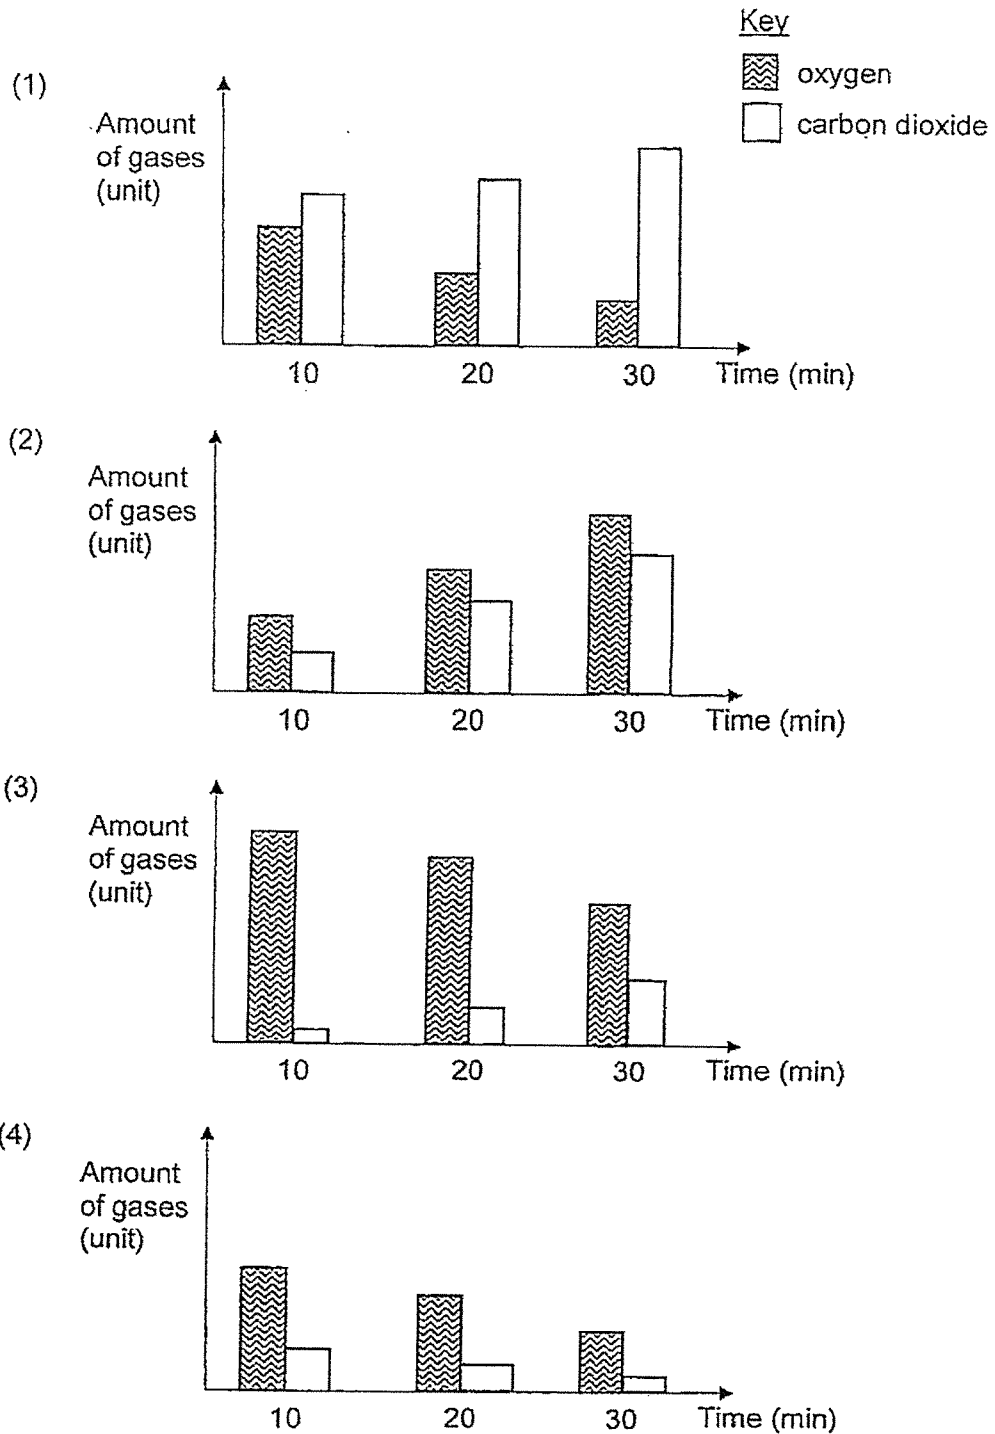 Key
oxygen
carbon dioxide
(1)
Amount
of gases
(unit)
10 20 30 Time (min)
(2)
Amount
of gases
(unit)
10 20 30 Time (min)
(3)
Amount
of gases
(unit)
10 20 30 Time (min)
(4)
Amount
of gases
(unit)
10 20 30 Time (min)